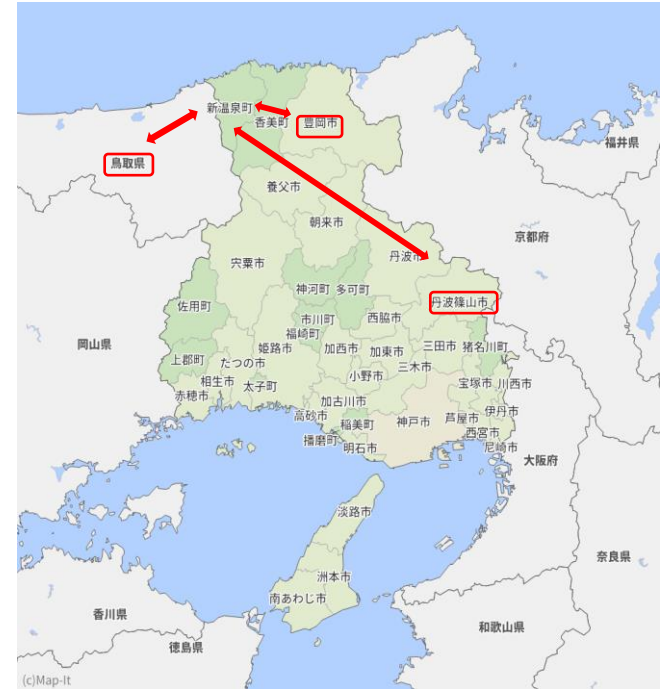 新温泉町
香美町
豊岡市
鳥取県
福井県
養父市
朝来市
京都府
丹波市
宍粟市
神河町
多可町
丹波篠山市
佐用町
市川町
西脇市
福崎町
岡山県
姫路市
加西市
加東市
三田市
猪名川町
上郡町
たつの市
三木市
小野市
相生市
太子町
宝塚市
川西市
赤穂市
加古川市
高砂市
稲美町
神戸市
芦屋市
伊丹市
西宮市
播磨町
明石市
尼崎市
大阪府
淡路市
奈良県
洲本市
南あわじ市
香川県
和歌山県
徳島県
(c)Map-It